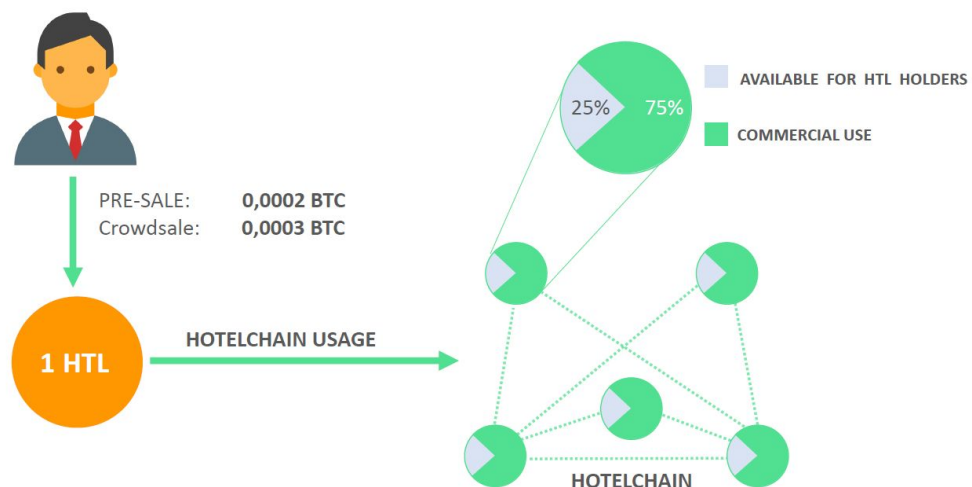 25% 75%
AVAILABLE FOR HTL HOLDERS
COMMERCIAL USE
PRE-SALE: 0,0002 BTC
Crowdsale: 0,0003 BTC
1 HTL
HOTELCHAIN USAGE
HOTELCHAIN